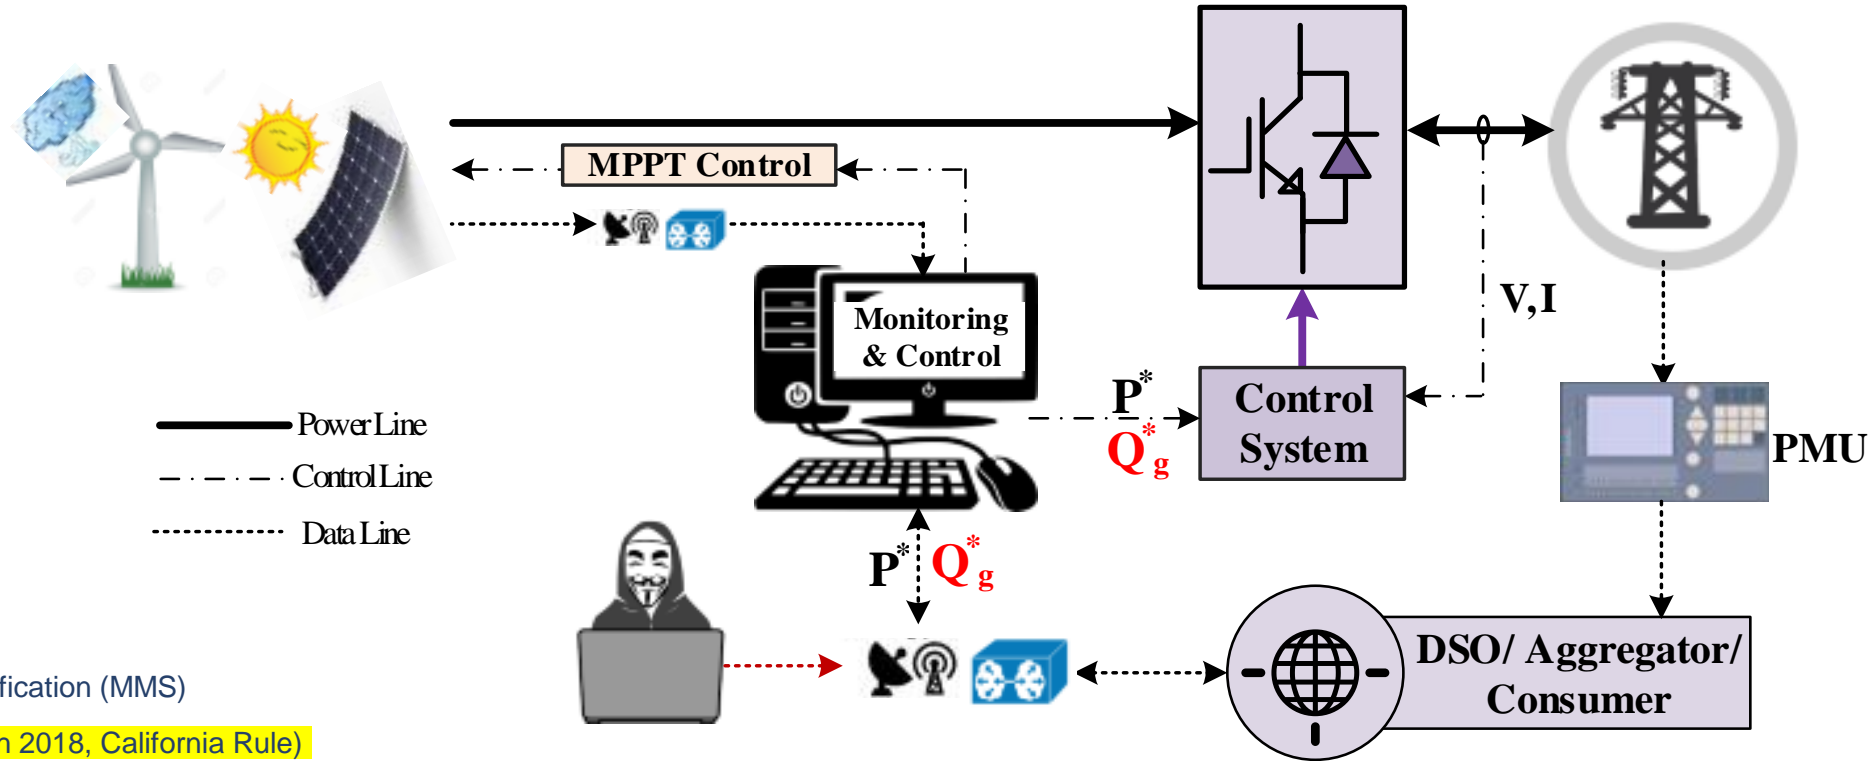 MPPT Control
Monitoring
& Control
V,I
P*
Q*g
Control
System
PMU
Power Line
Control Line
Data Line
P* Q*g
DSO/ Aggregator/
Consumer
fication (MMS)
n 2018, California Rule)